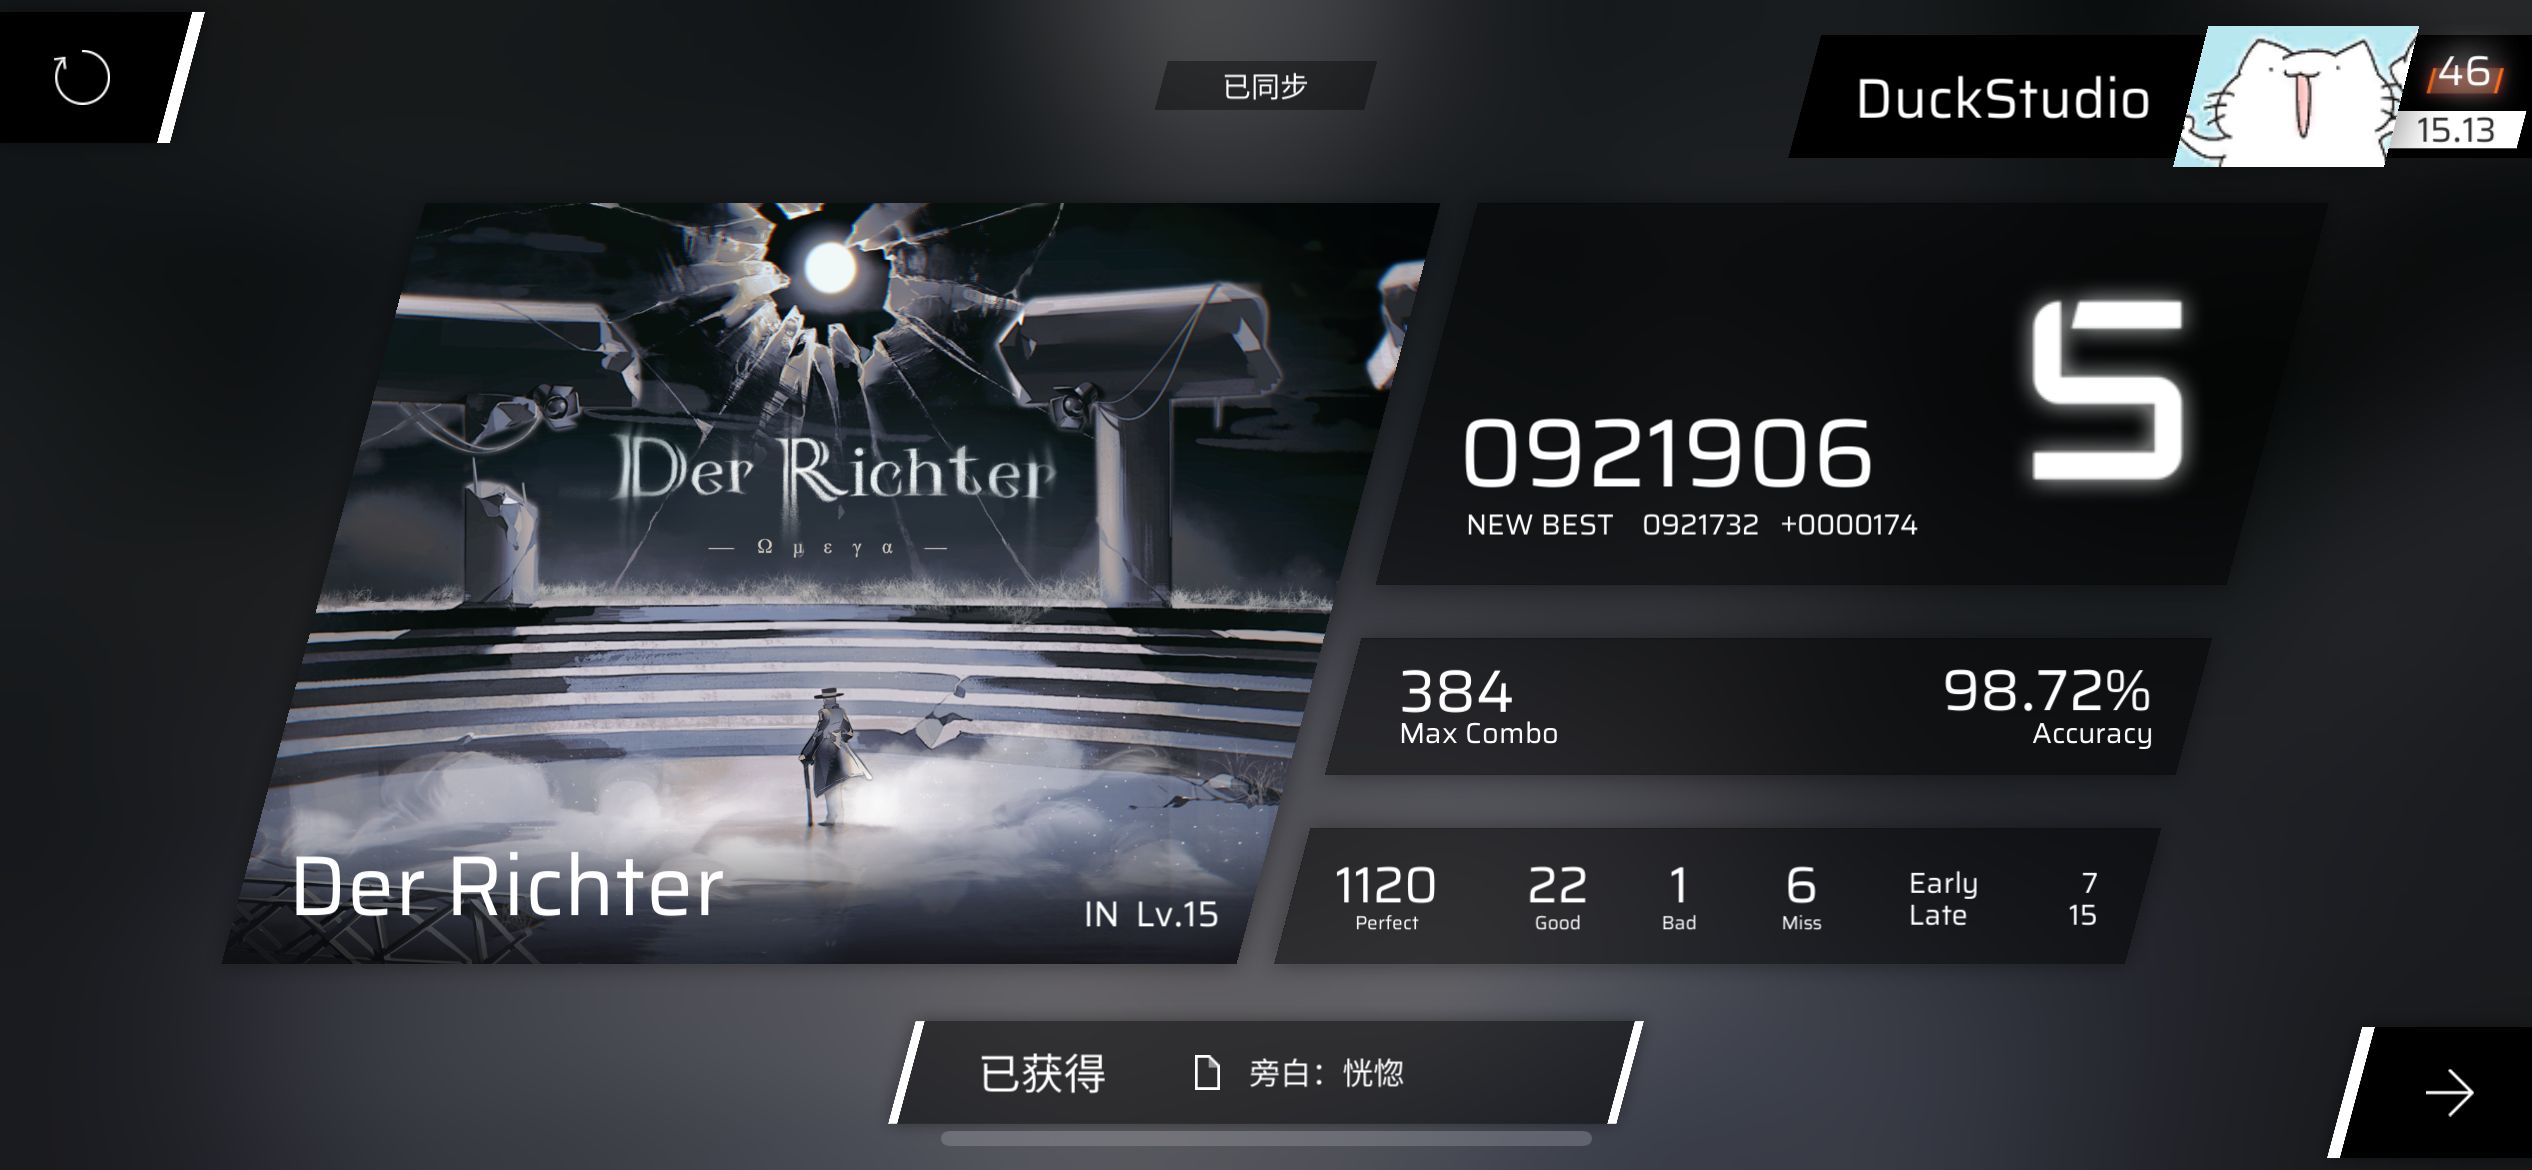 已同步
DuckStudio
46
15.13
Der Richter
— Ω μ ε γ α —
Der Richter
IN Lv.15
S
0921906
NEW BEST 0921732 +0000174
384
Max Combo
98.72%
Accuracy
1120
Perfect
22
Good
1
Bad
6
Miss
Early 7
Late 15
已获得 旁白：恍惚